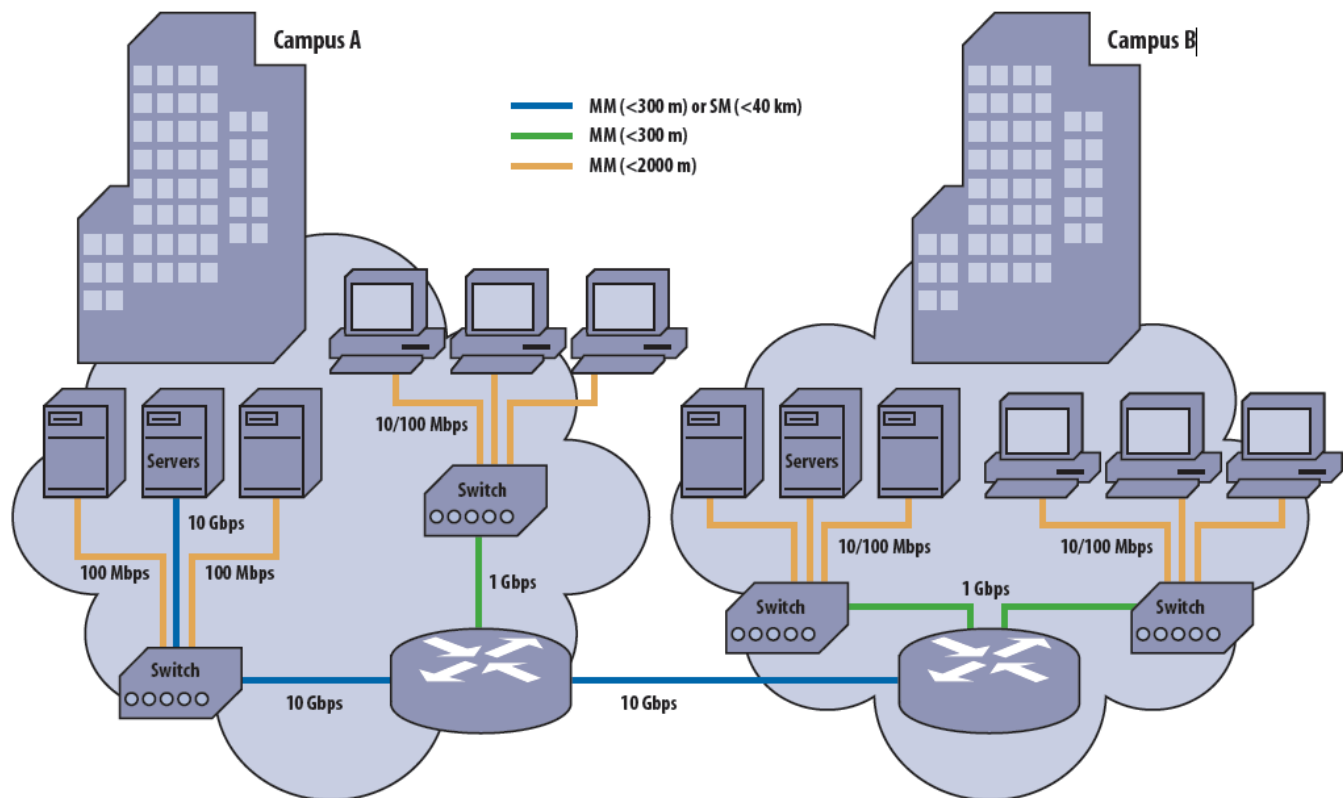 Campus A
Campus B
MM (<300 m) or SM (<40 km)
MM (<300 m)
MM (<2000 m)
10/100 Mbps
Servers
Switch
10 Gbps
100 Mbps
100 Mbps
1 Gbps
Switch
10 Gbps
10 Gbps
Servers
10/100 Mbps
10/100 Mbps
1 Gbps
Switch
Switch